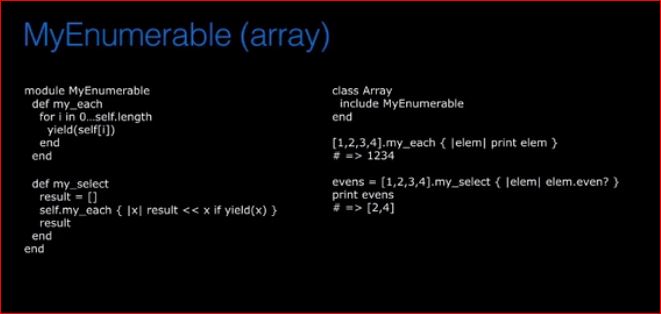 MyEnumerable (array)
module MyEnumerable
def my_each
for i in 0...self.length
yield(self[i])
end
end
def my_select
result = []
self.my_each { |x| result << x if yield(x) }
result
end
end
class Array
include MyEnumerable
end
[1,2,3,4].my_each { |elem| print elem }
# => 1234
evens = [1,2,3,4].my_select { |elem| elem.even? }
print evens
# => [2,4]